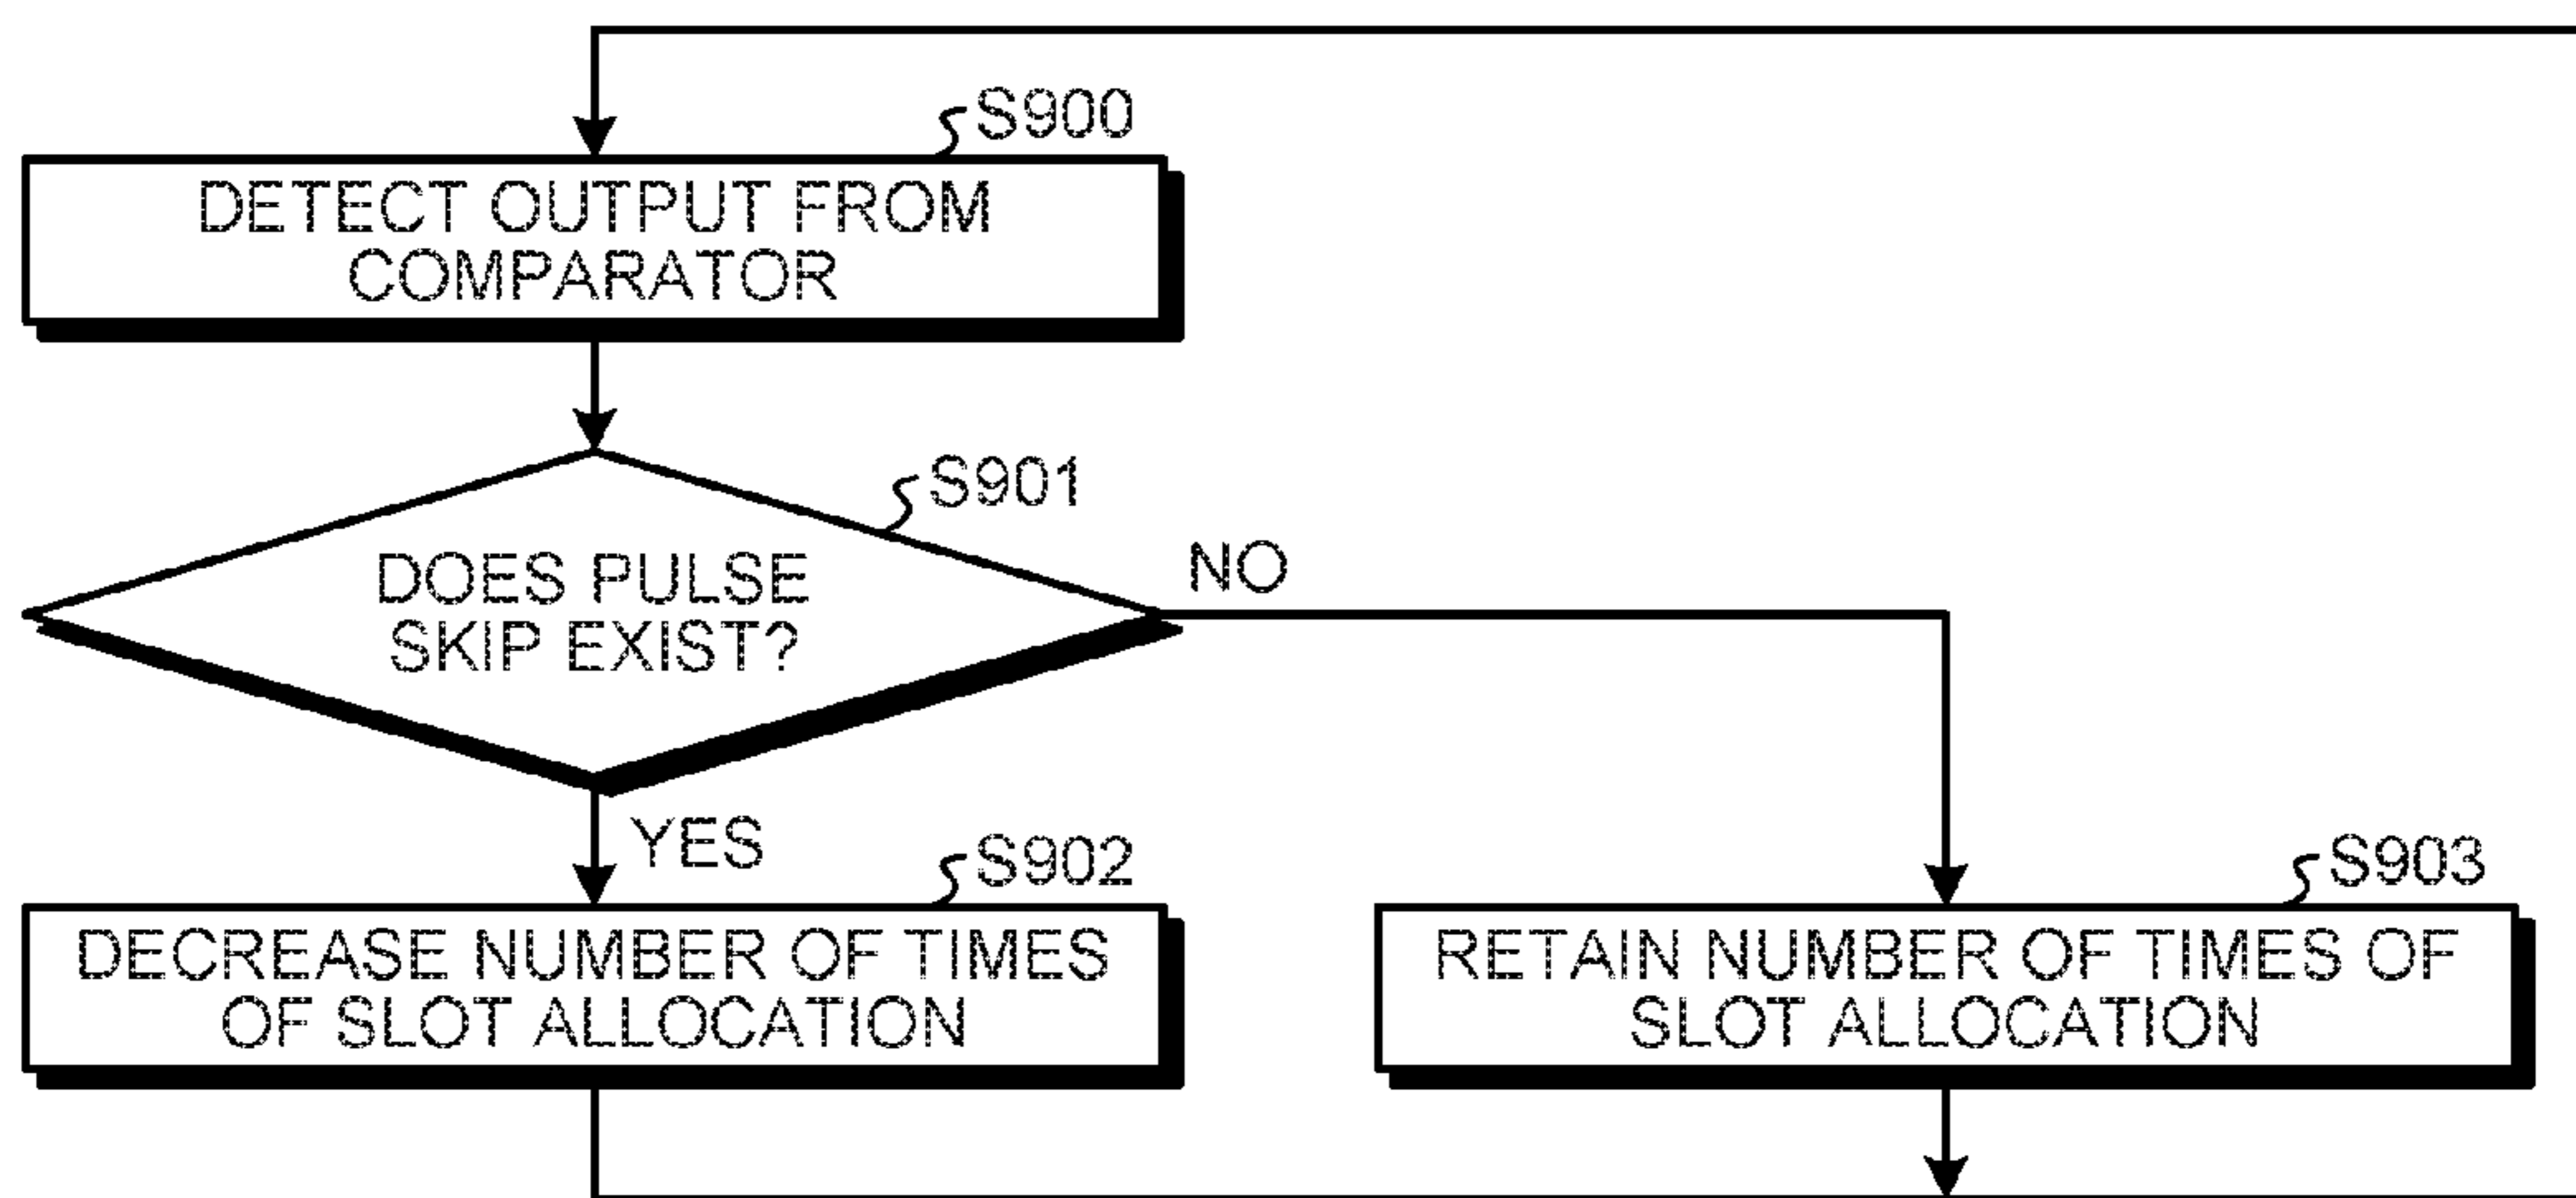 S900
DETECT OUTPUT FROM
COMPARATOR
S901
DOES PULSE
SKIP EXIST?
NO
YES
S902
DECREASE NUMBER OF TIMES
OF SLOT ALLOCATION
S903
RETAIN NUMBER OF TIMES OF
SLOT ALLOCATION